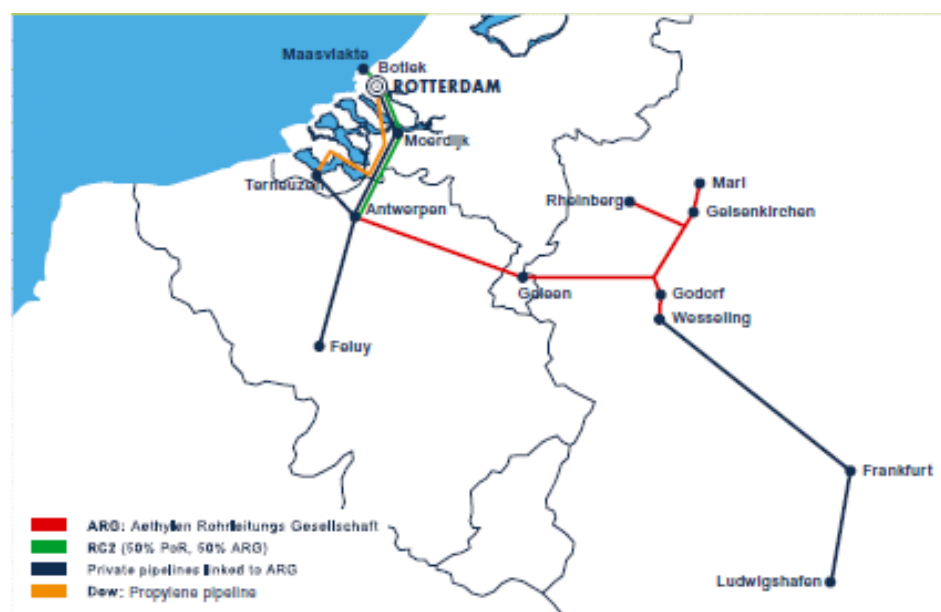 Maasvlakte
Botlek
ROTTERDAM
Moerdijk
Terneuzen
Antwerpen
Marl
Rheinberg
Gelsenkirchen
Geleen
Godorf
Wesseling
Feluy
Frankfurt
Ludwigshafen
ARG: Aethylen Rohrleitungs Gesellschaft
RC2 (50% PoR, 50% ARG)
Private pipelines linked to ARG
Dow: Propylene pipeline